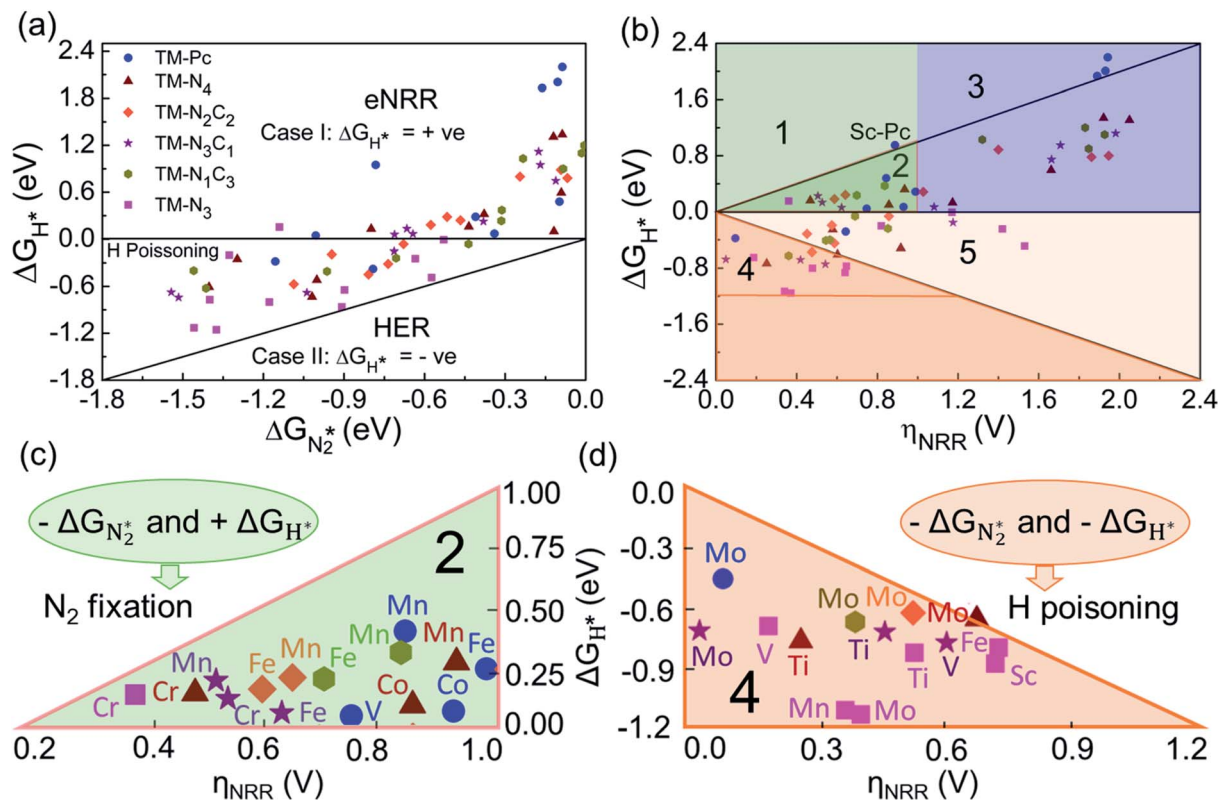 (a)
2.4
1.8
1.2
0.6
0.0
-0.6
-1.2
-1.8
ΔG_H* (eV)
TM-Pc
TM-N₄
TM-N₂C₂
TM-N₃C₁
TM-N₁C₃
TM-N₃
eNRR
Case I: ΔG_H* = + ve
H Poissoning
HER
Case II: ΔG_H* = - ve
-1.8 -1.5 -1.2 -0.9 -0.6 -0.3 0.0
ΔG_N₂* (eV)
(b)
2.4
1.2
0.0
-1.2
-2.4
ΔG_H* (eV)
1
3
Sc-Pc
2
5
4
0.0 0.4 0.8 1.2 1.6 2.0 2.4
η_NRR (V)
(c)
- ΔG_N₂* and + ΔG_H*
N₂ fixation
2
1.00
0.75
0.50
0.25
0.00
ΔG_H* (eV)
Mn
Mn Mn
Mn Fe Mn Fe Fe
Cr Cr Co Co
Cr Fe V
0.2 0.4 0.6 0.8 1.0
η_NRR (V)
(d)
0.0
-0.3
-0.6
-0.9
-1.2
- ΔG_N₂* and - ΔG_H*
H poisoning
Mo
Mo Mo Mo
Mo V Ti Ti Ti V Fe
Sc
4
Mn Mo
0.0 0.3 0.6 0.9 1.2
η_NRR (V)